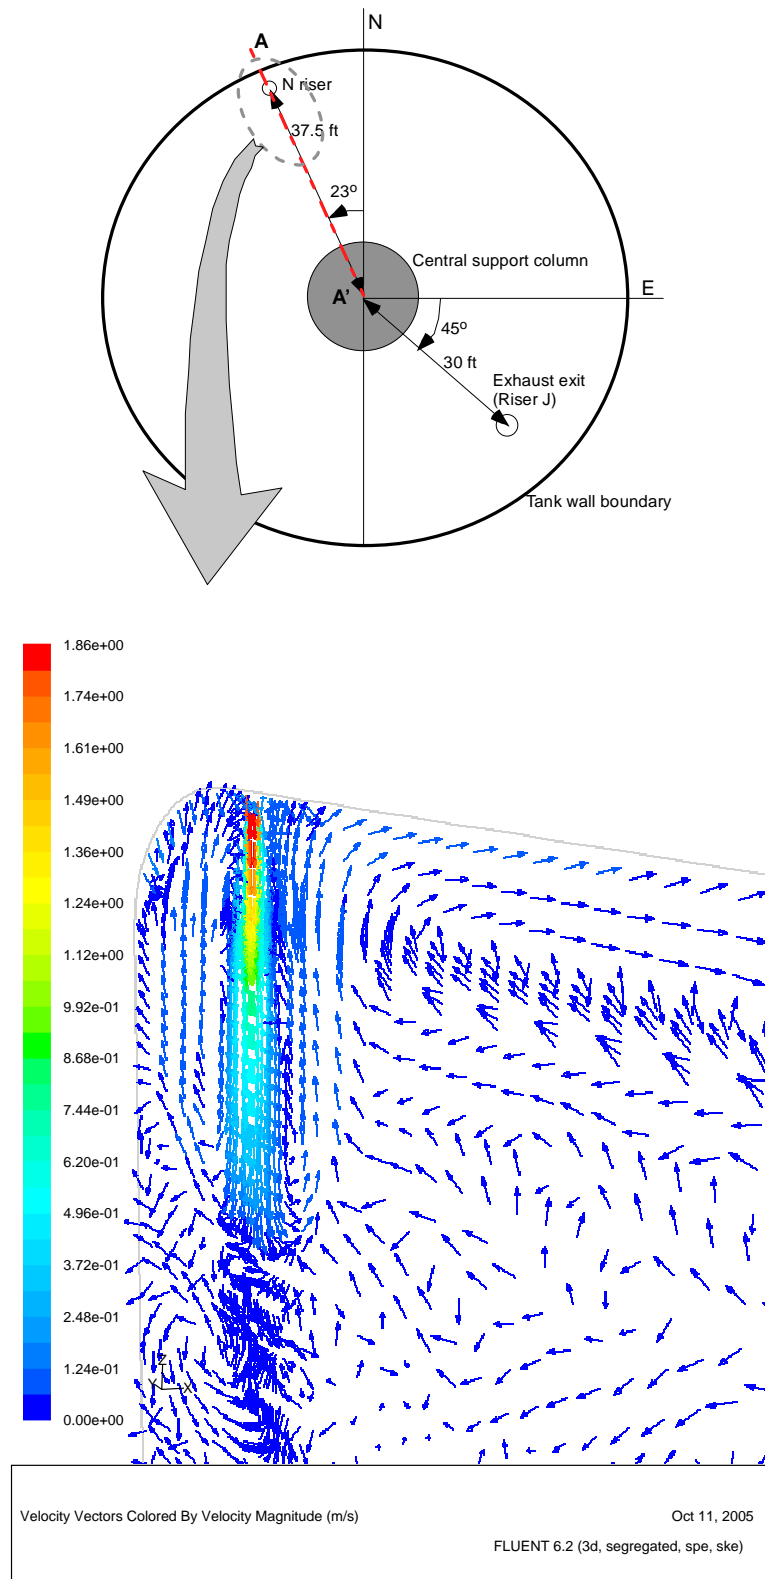 N
A
N riser
37.5 ft
23º
Central support column
A'
E
45º
30 ft
Exhaust exit
(Riser J)
Tank wall boundary
1.86e+00
1.74e+00
1.61e+00
1.49e+00
1.36e+00
1.24e+00
1.12e+00
9.92e-01
8.68e-01
7.44e-01
6.20e-01
4.96e-01
3.72e-01
2.48e-01
1.24e-01
0.00e+00
Z
Y
X
Velocity Vectors Colored By Velocity Magnitude (m/s)
Oct 11, 2005
FLUENT 6.2 (3d, segregated, spe, ske)